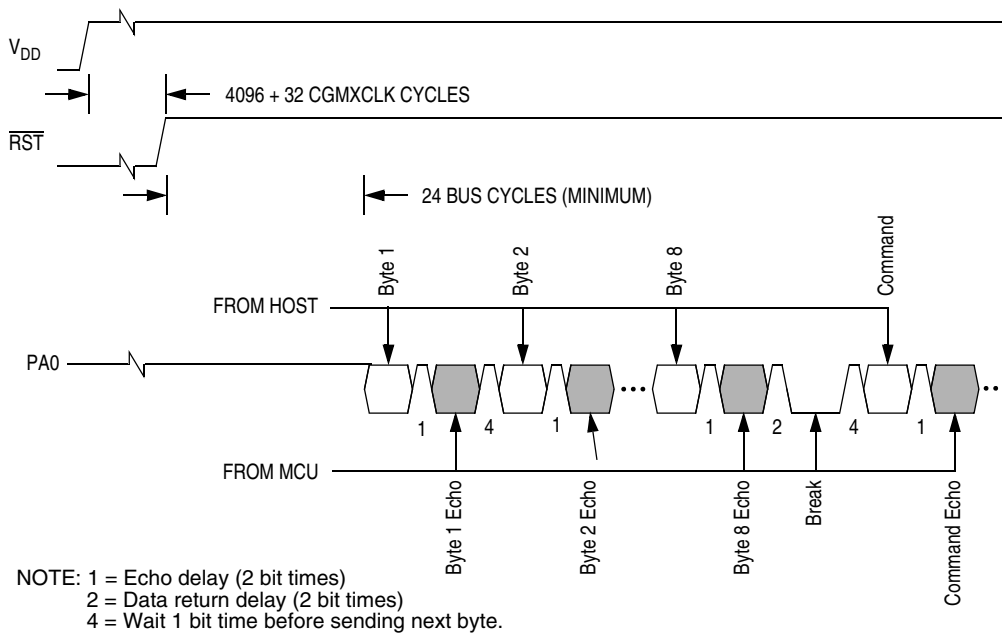 VDD
4096 + 32 CGMXCLK CYCLES
RST
24 BUS CYCLES (MINIMUM)
Byte 1
Byte 2
Byte 8
Command
FROM HOST
PA0
1
4
1
1
2
4
1
FROM MCU
Byte 1 Echo
Byte 2 Echo
Byte 8 Echo
Break
Command Echo
NOTE: 1 = Echo delay (2 bit times)
2 = Data return delay (2 bit times)
4 = Wait 1 bit time before sending next byte.